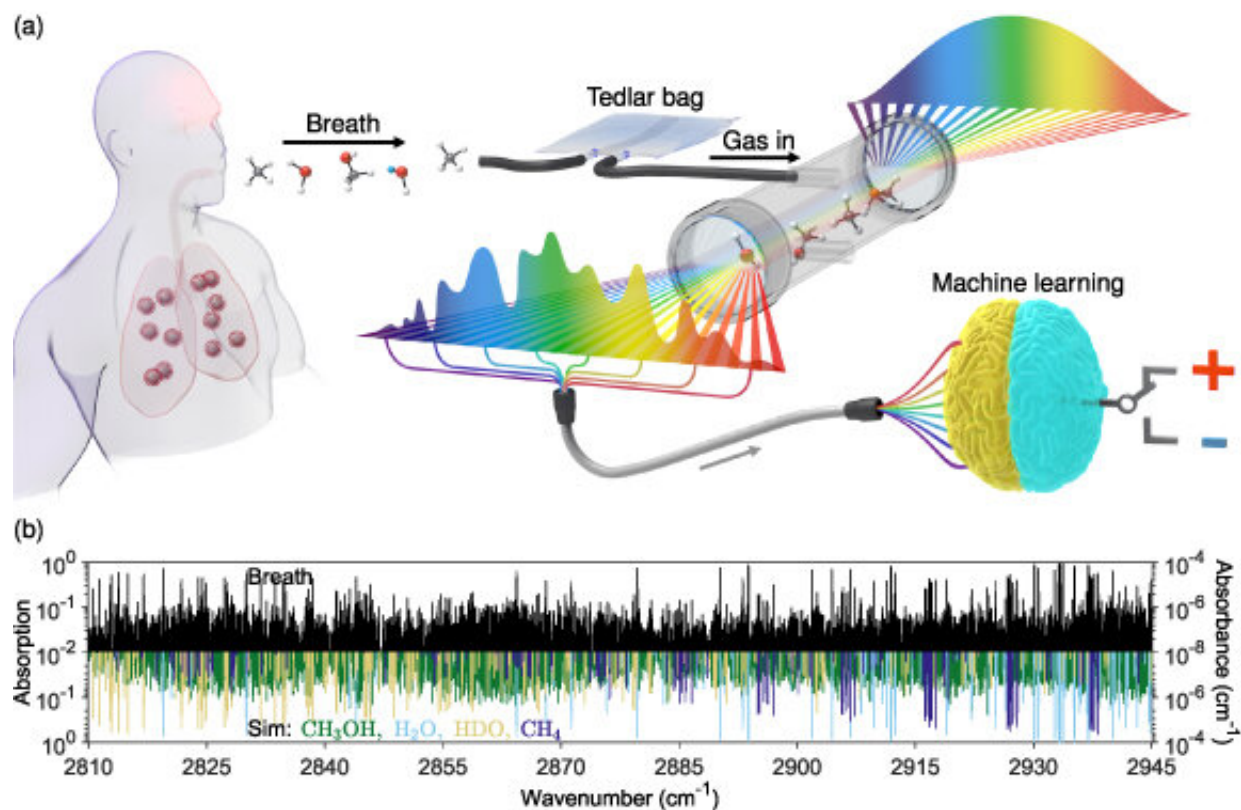 (a)
Breath
Tedlar bag
Gas in
Machine learning
+
-
(b)
Absorption
10⁰
10⁻¹
10⁻²
10⁻¹
10⁰
Breath
Sim: CH₃OH, H₂O, HDO, CH₄
10⁻⁴
10⁻⁶
10⁻⁸
10⁻⁶
10⁻⁴
Absorbance (cm⁻¹)
2810 2825 2840 2855 2870 2885 2900 2915 2930 2945
Wavenumber (cm⁻¹)